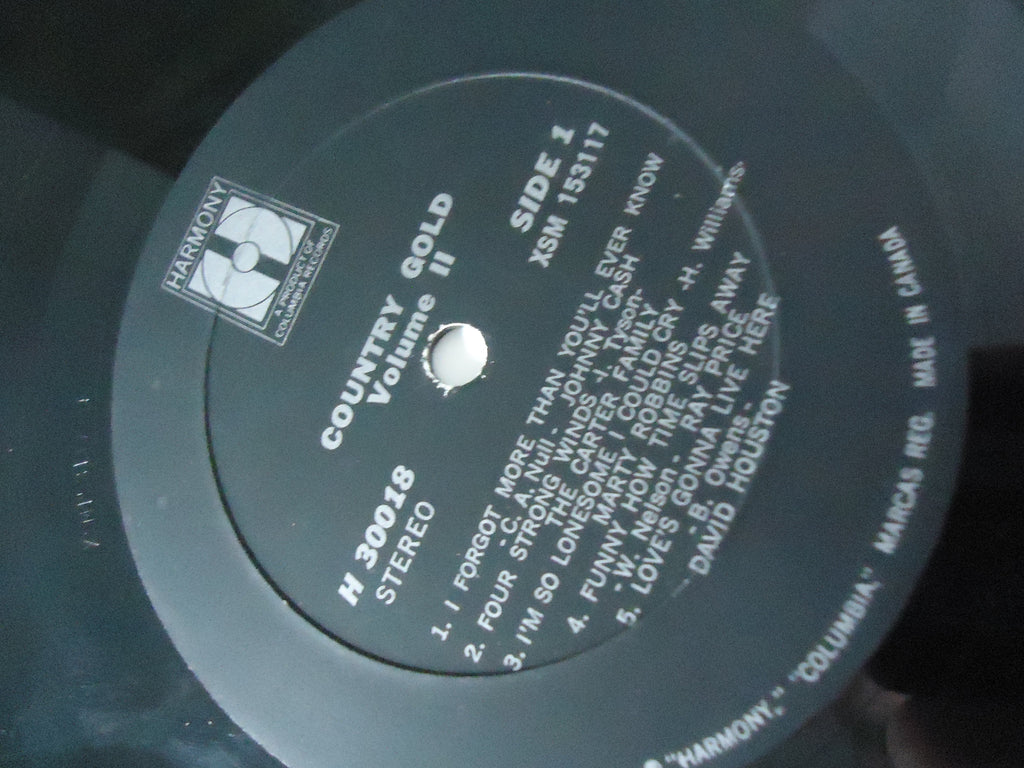 HARMONY
A PRODUCT OF
COLUMBIA RECORDS
COUNTRY GOLD
Volume II
H 30018
STEREO
SIDE 1
XSM 153117
1. I FORGOT MORE THAN YOU'LL EVER KNOW
-C. A. Null- JOHNNY CASH
2. FOUR STRONG WINDS -I. Tyson-
THE CARTER FAMILY
3. I'M SO LONESOME I COULD CRY -H. Williams-
MARTY ROBBINS
4. FUNNY HOW TIME SLIPS AWAY
-W. Nelson- RAY PRICE
5. LOVE'S GONNA LIVE HERE
-B. Owens-
DAVID HOUSTON
"HARMONY," "COLUMBIA," MARCAS REG. MADE IN CANADA